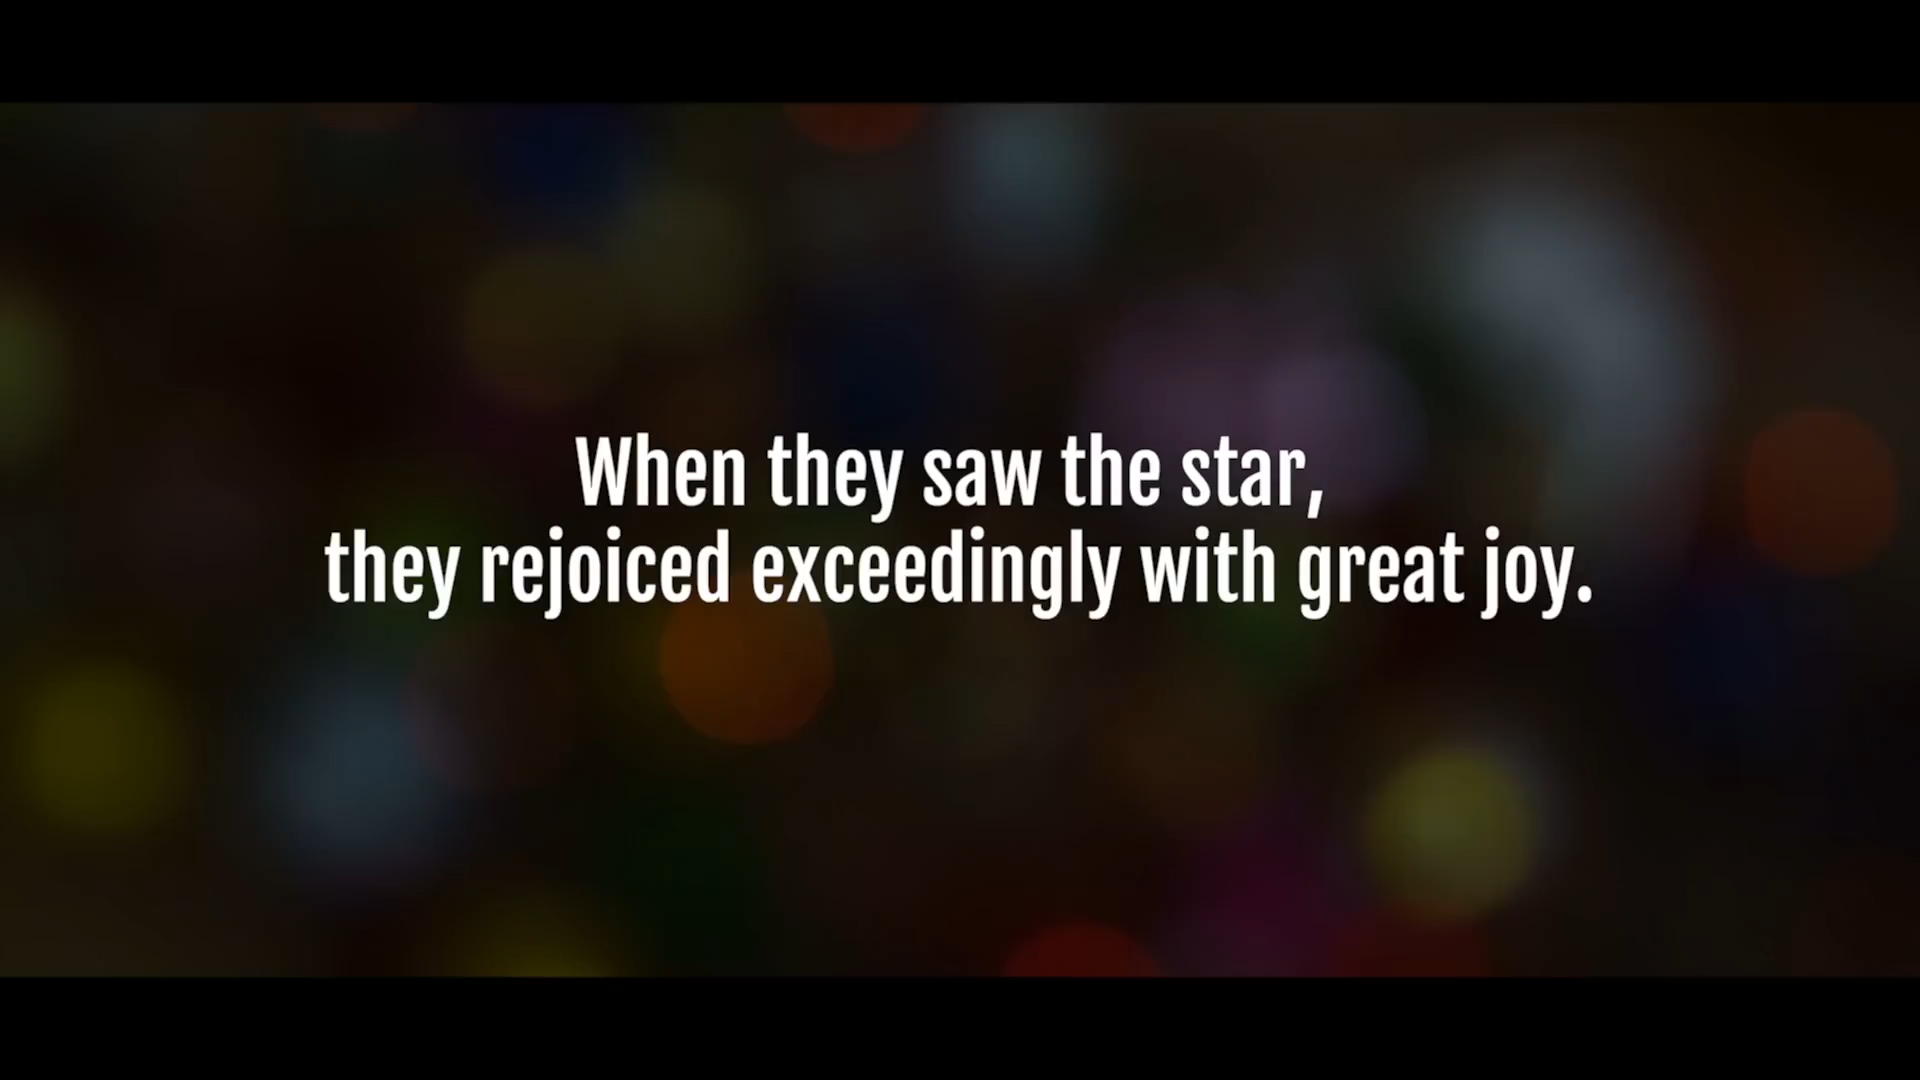 When they saw the star,
they rejoiced exceedingly with great joy.